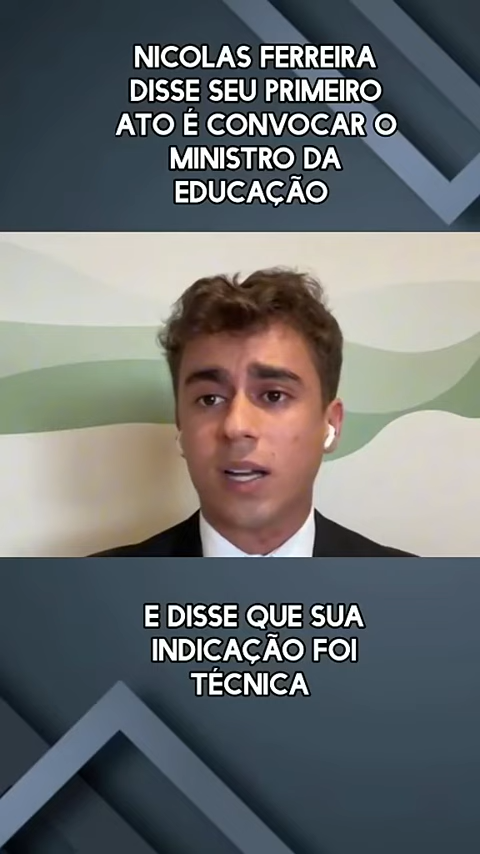 NICOLAS FERREIRA
DISSE SEU PRIMEIRO
ATO É CONVOCAR O
MINISTRO DA
EDUCAÇÃO
E DISSE QUE SUA
INDICAÇÃO FOI
TÉCNICA